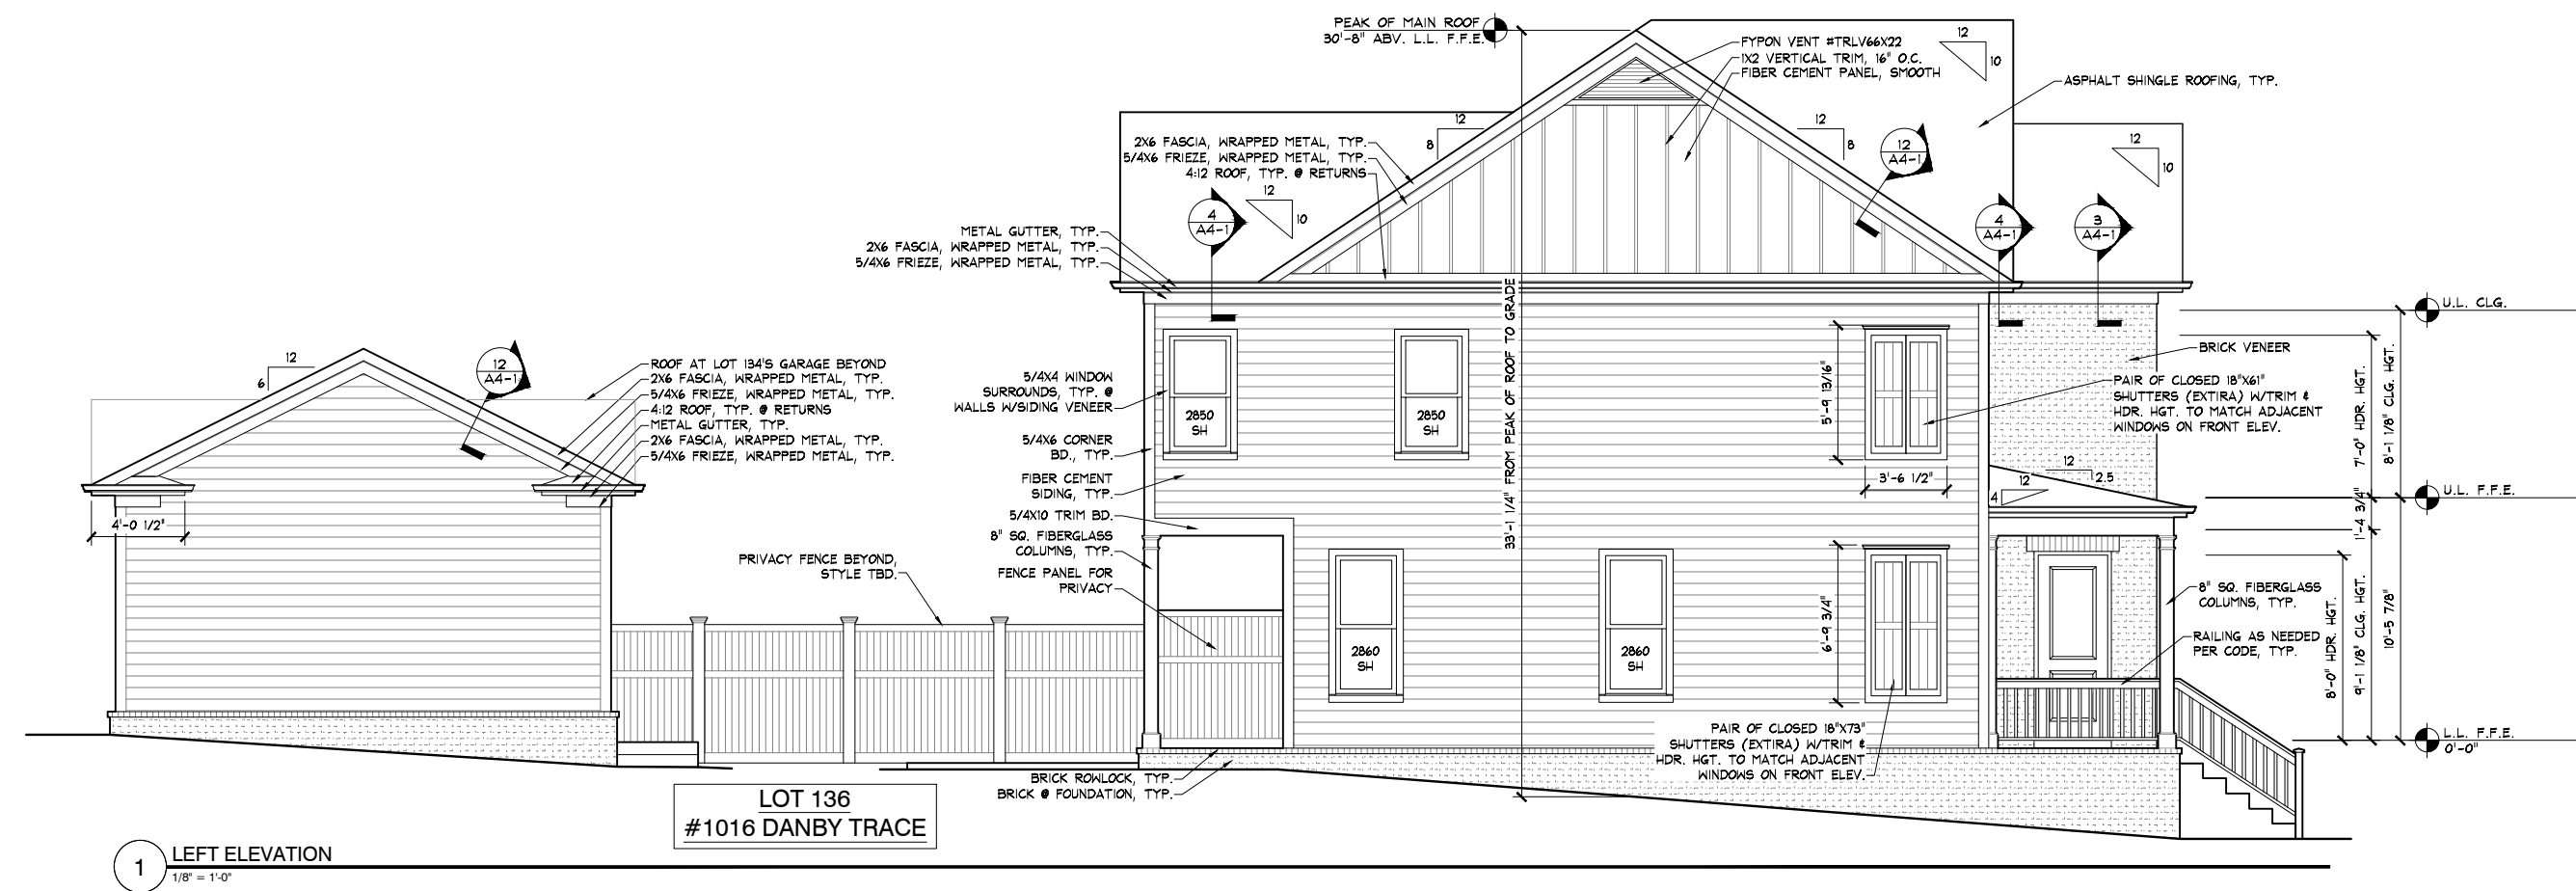 PEAK OF MAIN ROOF
30'-8" ABV. L.L. F.F.E.
FYPON VENT #TRLV66X22
1X2 VERTICAL TRIM, 16" O.C.
FIBER CEMENT PANEL, SMOOTH
12
10
ASPHALT SHINGLE ROOFING, TYP.
2X6 FASCIA, WRAPPED METAL, TYP.
5/4X6 FRIEZE, WRAPPED METAL, TYP.
4:12 ROOF, TYP. @ RETURNS
12
8
12
8
12
A4-1
12
10
4
A4-1
12
10
4
A4-1
3
A4-1
METAL GUTTER, TYP.
2X6 FASCIA, WRAPPED METAL, TYP.
5/4X6 FRIEZE, WRAPPED METAL, TYP.
33'-1 1/4" FROM PEAK OF ROOF TO GRADE
U.L. CLG.
12
6
12
A4-1
ROOF AT LOT 134'S GARAGE BEYOND
2X6 FASCIA, WRAPPED METAL, TYP.
5/4X6 FRIEZE, WRAPPED METAL, TYP.
4:12 ROOF, TYP. @ RETURNS
METAL GUTTER, TYP.
2X6 FASCIA, WRAPPED METAL, TYP.
5/4X6 FRIEZE, WRAPPED METAL, TYP.
4'-0 1/2"
5/4X4 WINDOW
SURROUNDS, TYP. @
WALLS W/SIDING VENEER
5/4X6 CORNER
BD., TYP.
FIBER CEMENT
SIDING, TYP.
5/4X10 TRIM BD.
8" SQ. FIBERGLASS
COLUMNS, TYP.
FENCE PANEL FOR
PRIVACY
PRIVACY FENCE BEYOND,
STYLE TBD.
2850
SH
2850
SH
5'-9 13/16"
3'-6 1/2"
BRICK VENEER
PAIR OF CLOSED 18"X61"
SHUTTERS (EXTIRA) W/TRIM &
HDR. HGT. TO MATCH ADJACENT
WINDOWS ON FRONT ELEV.
7'-0" HDR. HGT.
8'-1 1/8" CLG. HGT.
12
2.5
12
4
U.L. F.F.E.
1'-4 3/4"
2860
SH
2860
SH
6'-9 3/4"
8" SQ. FIBERGLASS
COLUMNS, TYP.
RAILING AS NEEDED
PER CODE, TYP.
8'-0" HDR. HGT.
9'-1 1/8" CLG. HGT.
10'-5 7/8"
PAIR OF CLOSED 18"X73"
SHUTTERS (EXTIRA) W/TRIM &
HDR. HGT. TO MATCH ADJACENT
WINDOWS ON FRONT ELEV.
L.L. F.F.E.
0'-0"
BRICK ROWLOCK, TYP.
BRICK @ FOUNDATION, TYP.
LOT 136
#1016 DANBY TRACE
1
LEFT ELEVATION
1/8" = 1'-0"